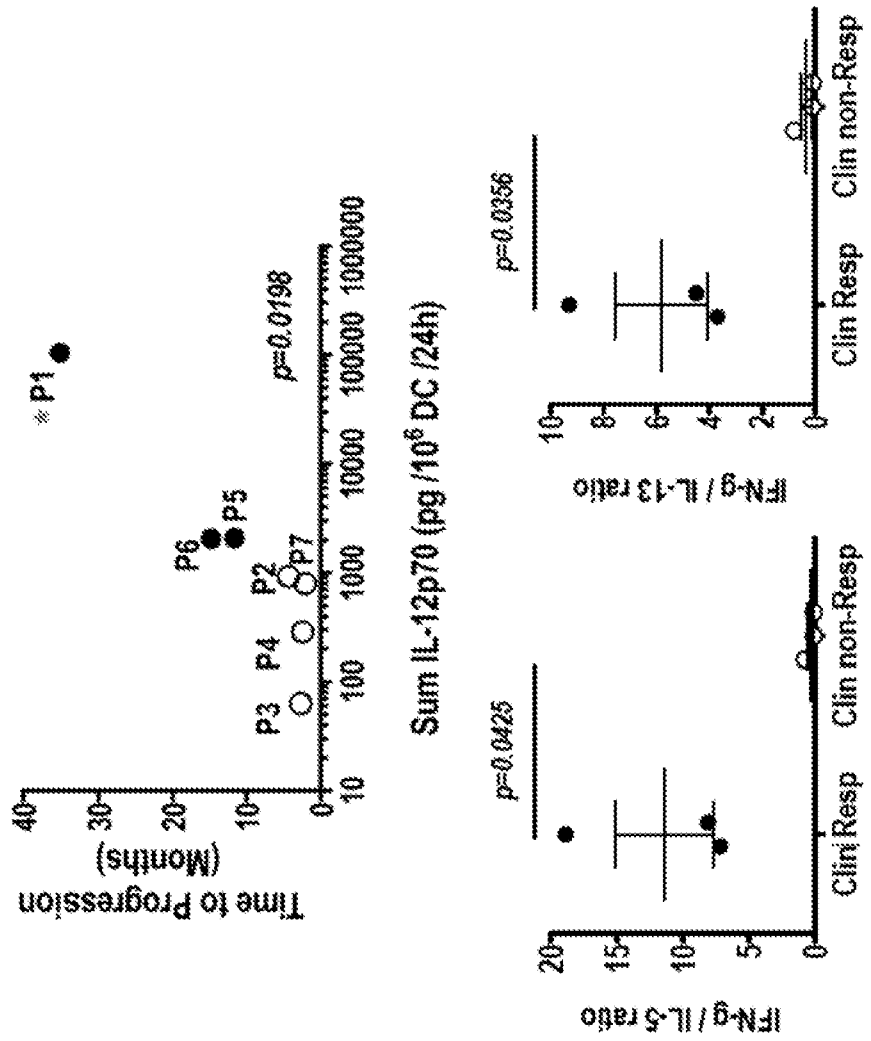 Time to Progression
(Months)
40
30
20
10
0
* P1
P6
P5
P2
P7
P4
P3
p=0.0198
10
100
1000
10000
100000
1000000
Sum IL-12p70 (pg /10⁶ DC /24h)
IFN-g / IL-5 ratio
20
15
10
5
0
p=0.0425
Clin Resp
Clin non-Resp
IFN-g / IL-13 ratio
10
8
6
4
2
0
p=0.0356
Clin Resp
Clin non-Resp